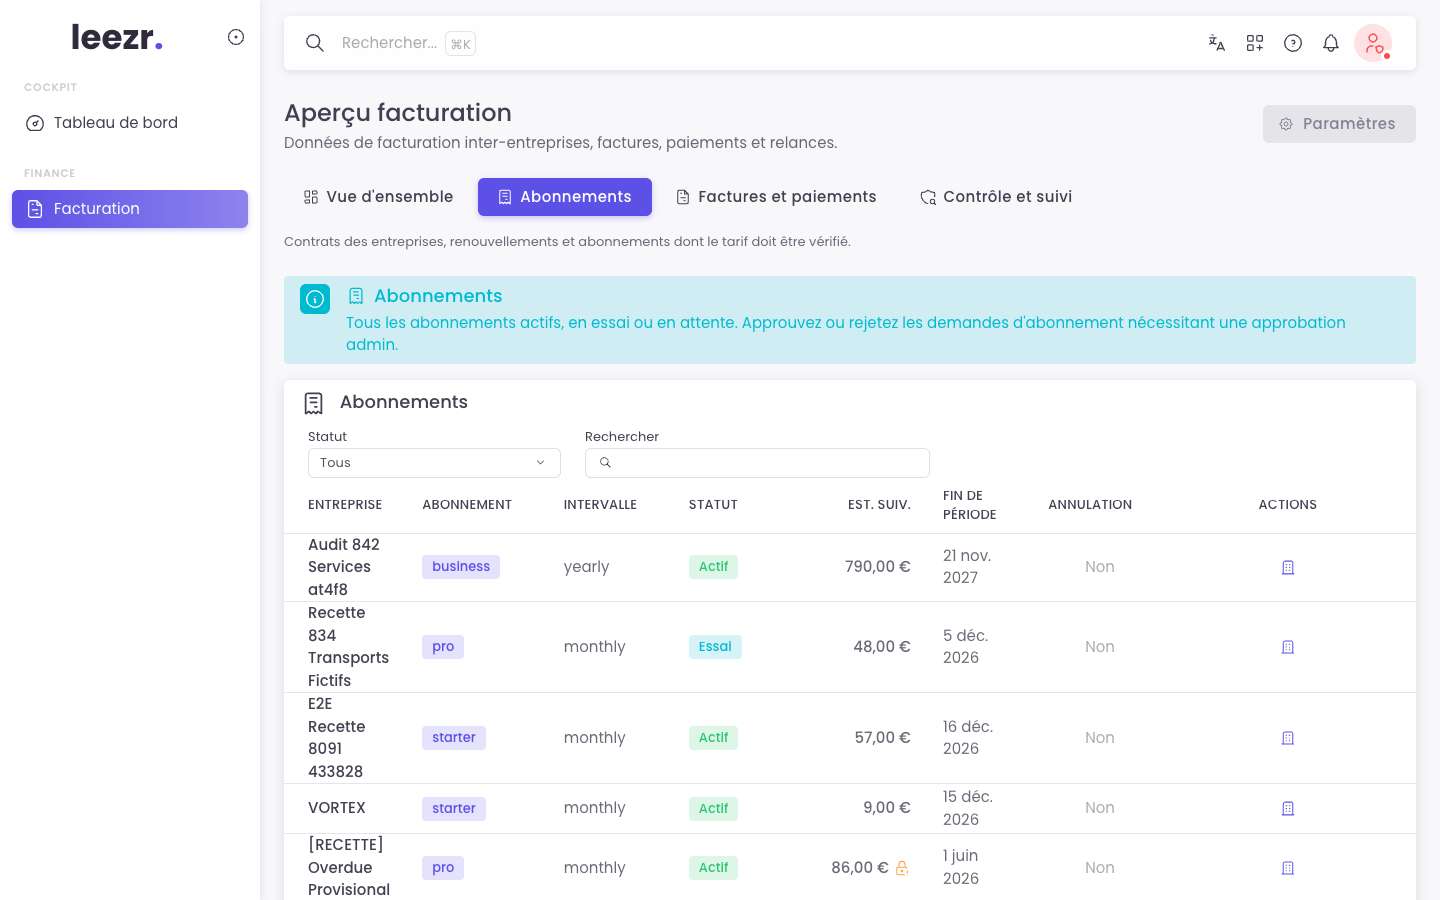 leezr.
Rechercher... ⌘K
COCKPIT
Tableau de bord
FINANCE
Facturation
Aperçu facturation
Données de facturation inter-entreprises, factures, paiements et relances.
Paramètres
Vue d'ensemble
Abonnements
Factures et paiements
Contrôle et suivi
Contrats des entreprises, renouvellements et abonnements dont le tarif doit être vérifié.
Abonnements
Tous les abonnements actifs, en essai ou en attente. Approuvez ou rejetez les demandes d'abonnement nécessitant une approbation
admin.
Abonnements
Statut
Tous
Rechercher
ENTREPRISE ABONNEMENT INTERVALLE STATUT EST. SUIV. FIN DE PÉRIODE ANNULATION ACTIONS
Audit 842
Services
at4f8
business yearly Actif 790,00 € 21 nov. 2027 Non
Recette
834
Transports
Fictifs
pro monthly Essai 48,00 € 5 déc. 2026 Non
E2E
Recette
8091
433828
starter monthly Actif 57,00 € 16 déc. 2026 Non
VORTEX starter monthly Actif 9,00 € 15 déc. 2026 Non
[RECETTE]
Overdue
Provisional
pro monthly Actif 86,00 € 1 juin 2026 Non